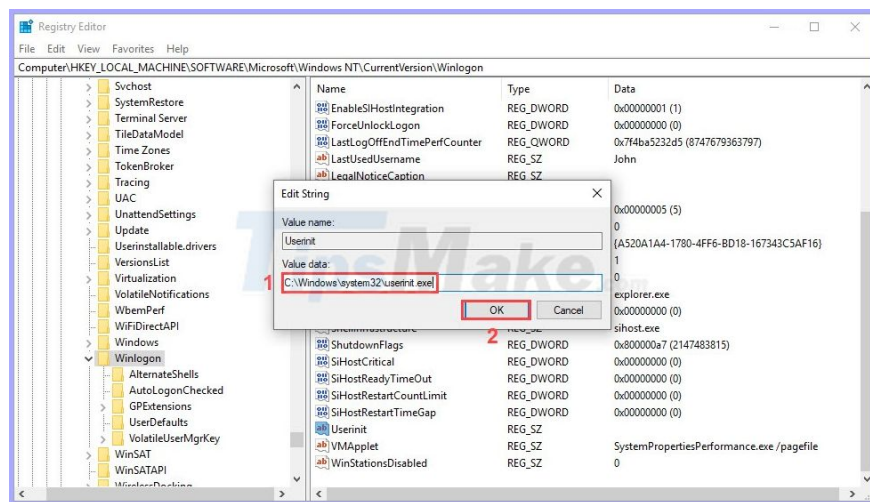 Registry Editor
File Edit View Favorites Help
Computer\HKEY_LOCAL_MACHINE\SOFTWARE\Microsoft\Windows NT\CurrentVersion\Winlogon
Svchost
SystemRestore
Terminal Server
TileDataModel
Time Zones
TokenBroker
Tracing
UAC
UnattendSettings
Update
Userinstallable.drivers
VersionsList
Virtualization
VolatileNotifications
WbemPerf
WiFiDirectAPI
Windows
Winlogon
AlternateShells
AutoLogonChecked
GPExtensions
UserDefaults
VolatileUserMgrKey
WinSAT
WinSATAPI
WirelessDocking
Name Type Data
EnableSIHostIntegration REG_DWORD 0x00000001 (1)
ForceUnlockLogon REG_DWORD 0x00000000 (0)
LastLogOffEndTimePerfCounter REG_QWORD 0x7f4ba5232d5 (8747679363797)
LastUsedUsername REG_SZ John
LegalNoticeCaption REG_SZ
0x00000005 (5)
0
{A520A1A4-1780-4FF6-BD18-167343C5AF16}
1
0
explorer.exe
0x00000000 (0)
ShellInfrastructure REG_SZ sihost.exe
ShutdownFlags REG_DWORD 0x800000a7 (2147483815)
SiHostCritical REG_DWORD 0x00000000 (0)
SiHostReadyTimeOut REG_DWORD 0x00000000 (0)
SiHostRestartCountLimit REG_DWORD 0x00000000 (0)
SiHostRestartTimeGap REG_DWORD 0x00000000 (0)
Userinit REG_SZ
VMApplet REG_SZ SystemPropertiesPerformance.exe /pagefile
WinStationsDisabled REG_SZ 0
Edit String
Value name:
Userinit
Value data:
1 C:\Windows\system32\userinit.exe
OK Cancel
2
TipsMake.com